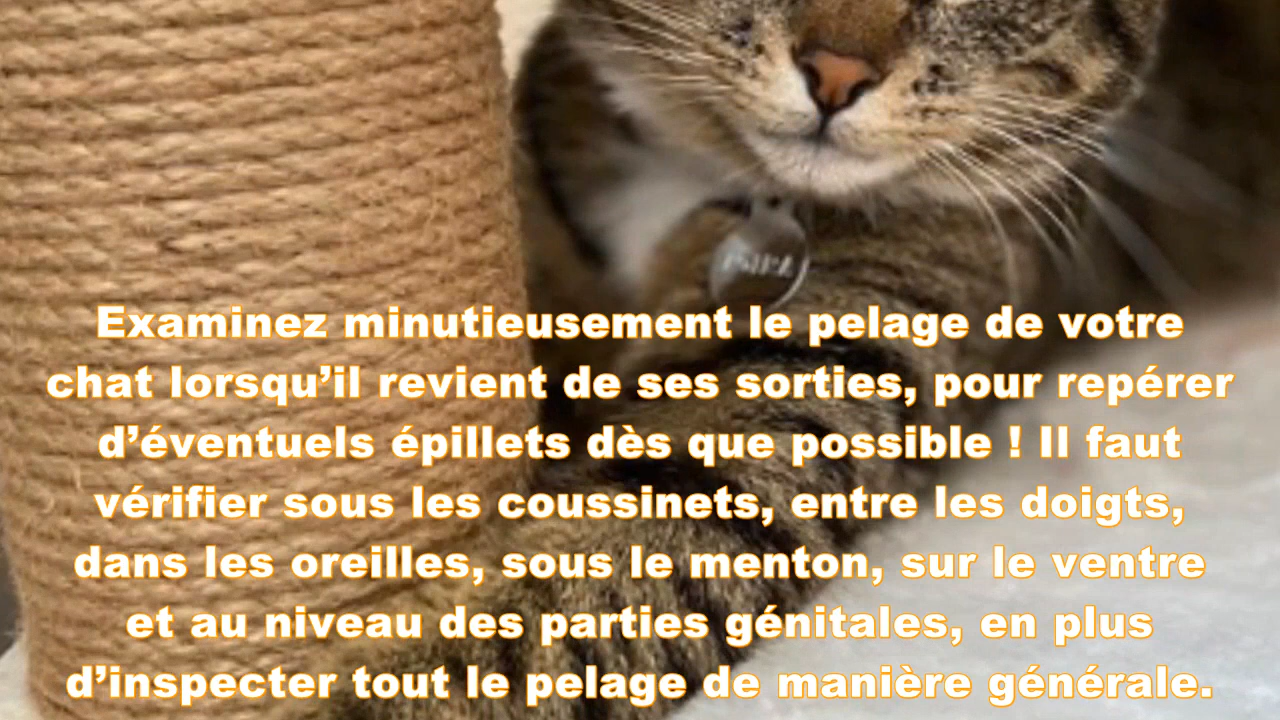 Examinez minutieusement le pelage de votre
chat lorsqu’il revient de ses sorties, pour repérer
d’éventuels épillets dès que possible ! Il faut
vérifier sous les coussinets, entre les doigts,
dans les oreilles, sous le menton, sur le ventre
et au niveau des parties génitales, en plus
d’inspecter tout le pelage de manière générale.